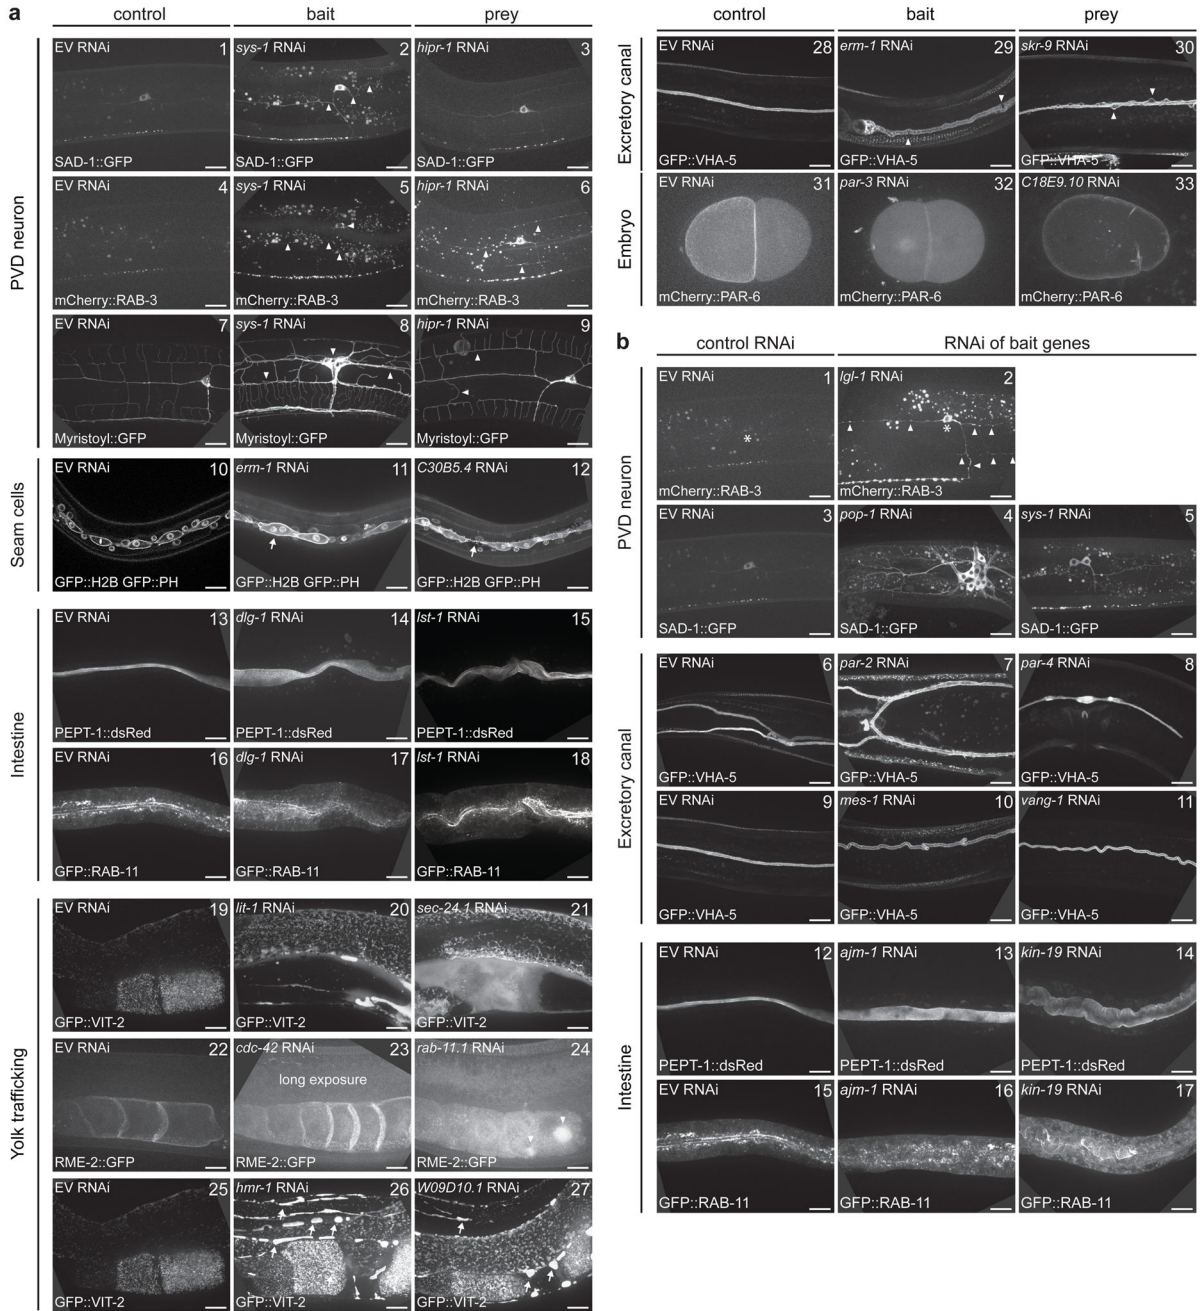 a
control
bait
prey
PVD neuron
EV RNAi 1
SAD-1::GFP
sys-1 RNAi 2
SAD-1::GFP
hipr-1 RNAi 3
SAD-1::GFP
EV RNAi 4
mCherry::RAB-3
sys-1 RNAi 5
mCherry::RAB-3
hipr-1 RNAi 6
mCherry::RAB-3
EV RNAi 7
Myristoyl::GFP
sys-1 RNAi 8
Myristoyl::GFP
hipr-1 RNAi 9
Myristoyl::GFP
Seam cells
EV RNAi 10
GFP::H2B GFP::PH
erm-1 RNAi 11
GFP::H2B GFP::PH
C30B5.4 RNAi 12
GFP::H2B GFP::PH
Intestine
EV RNAi 13
PEPT-1::dsRed
dlg-1 RNAi 14
PEPT-1::dsRed
lst-1 RNAi 15
PEPT-1::dsRed
EV RNAi 16
GFP::RAB-11
dlg-1 RNAi 17
GFP::RAB-11
lst-1 RNAi 18
GFP::RAB-11
Yolk trafficking
EV RNAi 19
GFP::VIT-2
lit-1 RNAi 20
GFP::VIT-2
sec-24.1 RNAi 21
GFP::VIT-2
EV RNAi 22
RME-2::GFP
cdc-42 RNAi 23
long exposure
RME-2::GFP
rab-11.1 RNAi 24
RME-2::GFP
EV RNAi 25
GFP::VIT-2
hmr-1 RNAi 26
GFP::VIT-2
W09D10.1 RNAi 27
GFP::VIT-2
control
bait
prey
Excretory canal
EV RNAi 28
GFP::VHA-5
erm-1 RNAi 29
GFP::VHA-5
skr-9 RNAi 30
GFP::VHA-5
Embryo
EV RNAi 31
mCherry::PAR-6
par-3 RNAi 32
mCherry::PAR-6
C18E9.10 RNAi 33
mCherry::PAR-6
b
control RNAi
RNAi of bait genes
PVD neuron
EV RNAi 1
*
mCherry::RAB-3
lgl-1 RNAi 2
*
mCherry::RAB-3
EV RNAi 3
SAD-1::GFP
pop-1 RNAi 4
SAD-1::GFP
sys-1 RNAi 5
SAD-1::GFP
Excretory canal
EV RNAi 6
GFP::VHA-5
par-2 RNAi 7
GFP::VHA-5
par-4 RNAi 8
GFP::VHA-5
EV RNAi 9
GFP::VHA-5
mes-1 RNAi 10
GFP::VHA-5
vang-1 RNAi 11
GFP::VHA-5
Intestine
EV RNAi 12
PEPT-1::dsRed
ajm-1 RNAi 13
PEPT-1::dsRed
kin-19 RNAi 14
PEPT-1::dsRed
EV RNAi 15
GFP::RAB-11
ajm-1 RNAi 16
GFP::RAB-11
kin-19 RNAi 17
GFP::RAB-11